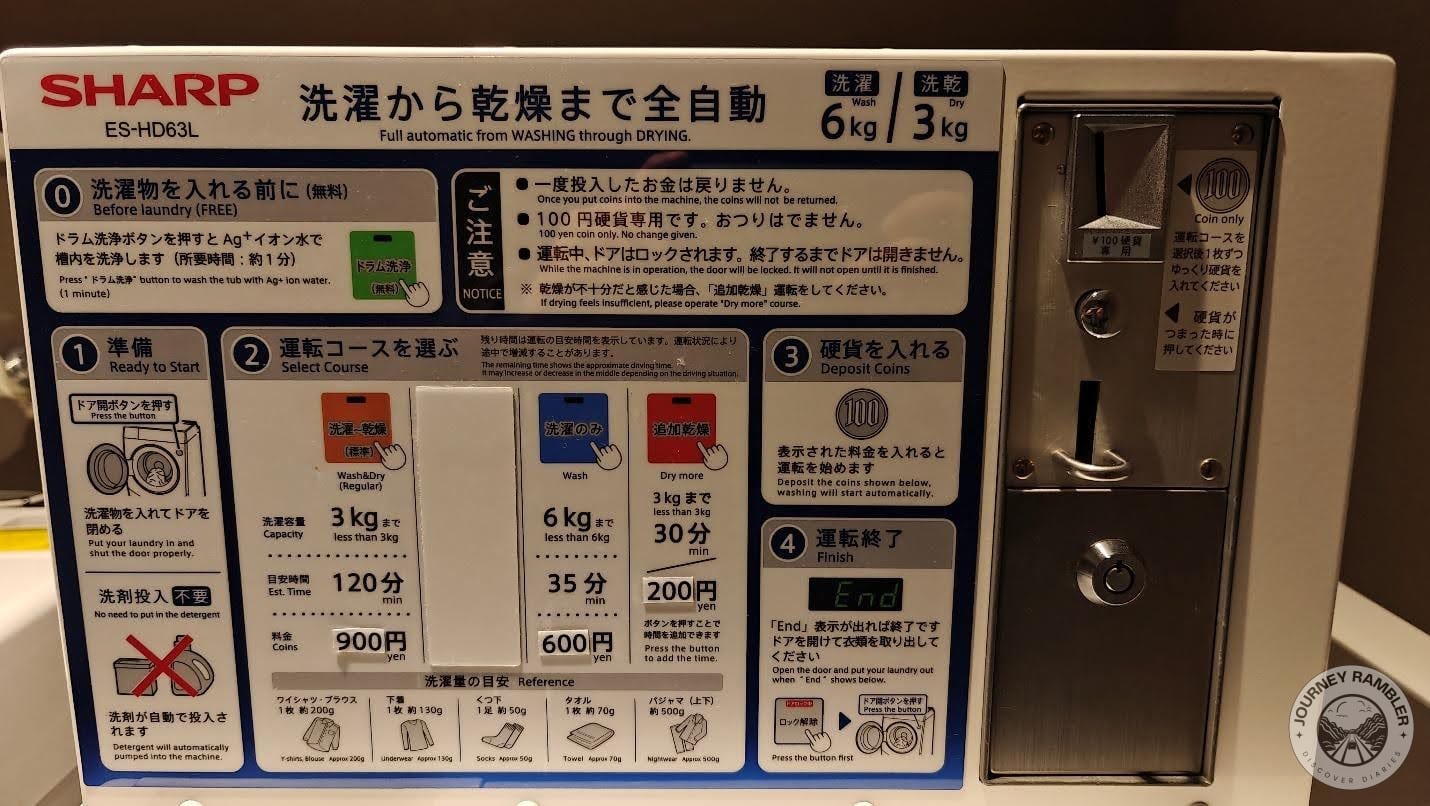 SHARP
ES-HD63L
洗濯から乾燥まで全自動
Full automatic from WASHING through DRYING.
洗濯
Wash
6kg
洗乾
Dry
3kg
0 洗濯物を入れる前に (無料)
Before laundry (FREE)
ドラム洗浄ボタンを押すと Ag⁺イオン水で
槽内を洗浄します (所要時間:約1分)
Press" ドラム洗浄" button to wash the tub with Ag+ ion water.
(1 minute)
ドラム洗浄
(無料)
ご注意
NOTICE
● 一度投入したお金は戻りません。
Once you put coins into the machine, the coins will not be returned.
● 100 円硬貨専用です。おつりはでません。
100 yen coin only. No change given.
● 運転中、ドアはロックされます。終了するまでドアは開きません。
While the machine is in operation, the door will be locked. It will not open until it is finished.
※ 乾燥が不十分だと感じた場合、「追加乾燥」運転をしてください。
If drying feels insufficient, please operate "Dry more" course.
1 準備
Ready to Start
ドア開ボタンを押す
Press the button
洗濯物を入れてドアを
閉める
Put your laundry in and
shut the door properly.
洗剤投入 不要
No need to put in the detergent
洗剤が自動で投入さ
れます
Detergent will automatically
pumped into the machine.
2 運転コースを選ぶ
Select Course
残り時間は運転の目安時間を表示しています。運転状況により
途中で増減することがあります。
The remaining time shows the approximate driving time.
It may increase or decrease in the middle depending on the driving situation.
洗濯~乾燥
(標準)
Wash&Dry
(Regular)
洗濯のみ
Wash
追加乾燥
Dry more
洗濯容量
Capacity
3 kg まで
less than 3kg
6 kg まで
less than 6kg
3 kg まで
less than 3kg
30 分
min
目安時間
Est. Time
120 分
min
35 分
min
200円
yen
料金
Coins
900円
yen
600円
yen
ボタンを押すことで
時間を追加できます
Press the button
to add the time.
洗濯量の目安 Reference
ワイシャツ・ブラウス
1枚 約200g
Y-shirts, Blouse Approx 200g
下着
1枚 約130g
Underwear Approx 130g
くつ下
1足 約50g
Socks Approx 50g
タオル
1枚 約70g
Towel Approx 70g
パジャマ (上下)
約500g
Nightwear Approx 500g
3 硬貨を入れる
Deposit Coins
100
表示された料金を入れると
運転を始めます
Deposit the coins shown below,
washing will start automatically.
4 運転終了
Finish
End
「End」表示が出れば終了です
ドアを開けて衣類を取り出して
ください
Open the door and put your laundry out
when " End " shows below.
ロック解除
Press the button first
ドア開ボタンを押す
Press the button
¥100硬貨
専用
100
Coin only
運転コースを
選択後1枚ずつ
ゆっくり硬貨を
入れてください
硬貨が
つまった時に
押してください
JOURNEY RAMBLER
DISCOVER DIARIES